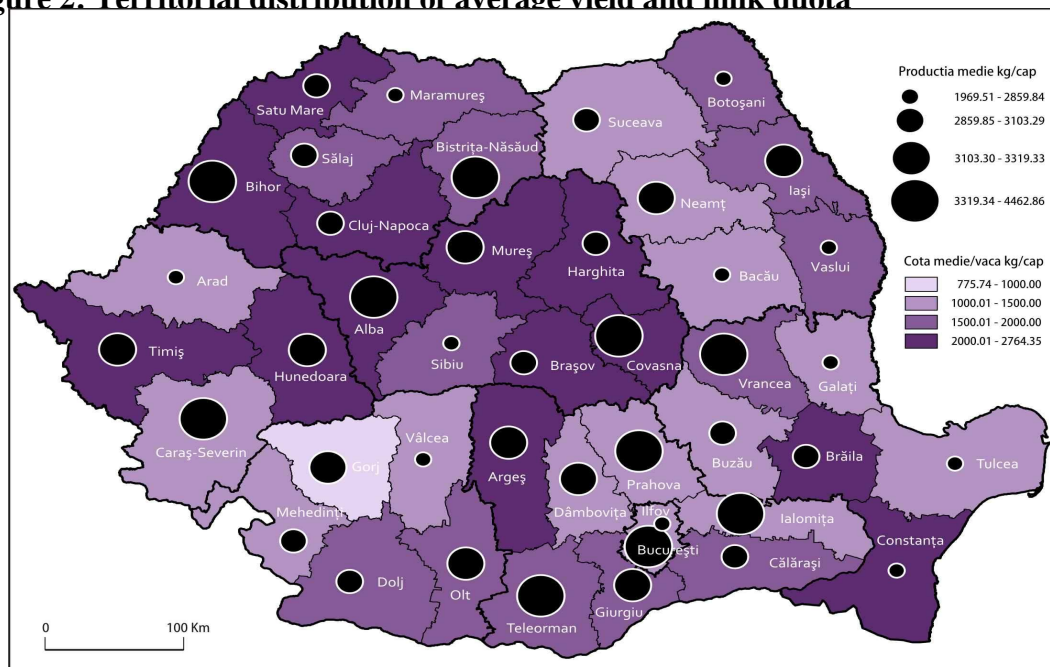 gure 2: Territorial distribution of average yield and milk quota
Productia medie kg/cap
1969.51 - 2859.84
2859.85 - 3103.29
3103.30 - 3319.33
3319.34 - 4462.86
Cota medie/vaca kg/cap
775.74 - 1000.00
1000.01 - 1500.00
1500.01 - 2000.00
2000.01 - 2764.35
Satu Mare
Maramureş
Botoşani
Suceava
Sălaj
Bistriţa-Năsăud
Bihor
Iaşi
Neamţ
Cluj-Napoca
Mureş
Harghita
Vaslui
Arad
Bacău
Alba
Timiş
Hunedoara
Sibiu
Braşov
Covasna
Vrancea
Galaţi
Caraş-Severin
Vâlcea
Gorj
Argeş
Prahova
Buzău
Brăila
Tulcea
Mehedinţi
Dâmboviţa
Ilfov
Ialomiţa
Bucureşti
Constanţa
Călăraşi
Dolj
Olt
Giurgiu
Teleorman
0 100 Km